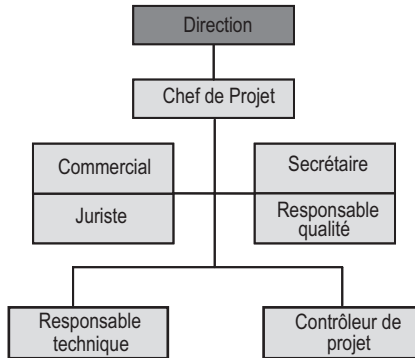 Direction
Chef de Projet
Commercial
Secrétaire
Juriste
Responsable
qualité
Responsable
technique
Contrôleur de
projet